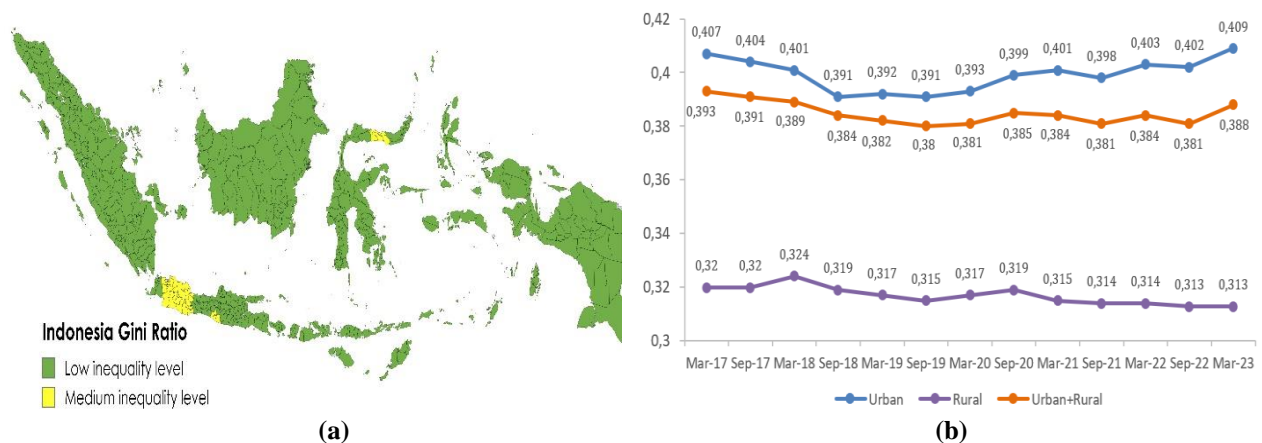 Indonesia Gini Ratio
Low inequality level
Medium inequality level
(a)
0,42
0,4
0,38
0,36
0,34
0,32
0,3
0,407 0,404 0,401 0,391 0,392 0,391 0,393 0,399 0,401 0,398 0,403 0,402 0,409
0,393 0,391 0,389 0,384 0,382 0,38 0,381 0,385 0,384 0,381 0,384 0,381 0,388
0,32 0,32 0,324 0,319 0,317 0,315 0,317 0,319 0,315 0,314 0,314 0,313 0,313
Mar-17 Sep-17 Mar-18 Sep-18 Mar-19 Sep-19 Mar-20 Sep-20 Mar-21 Sep-21 Mar-22 Sep-22 Mar-23
Urban Rural Urban+Rural
(b)